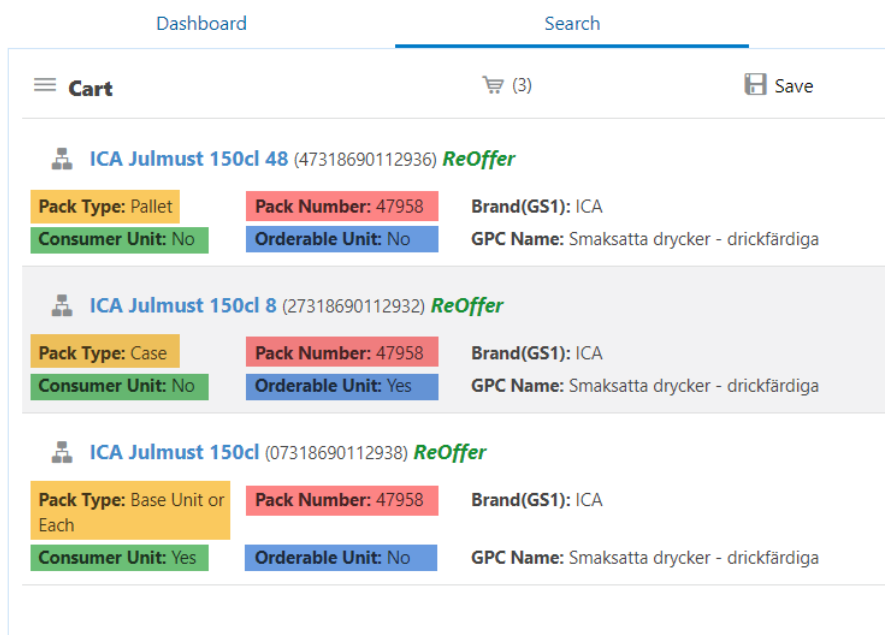 Dashboard Search
Cart (3) Save
ICA Julmust 150cl 48 (47318690112936) ReOffer
Pack Type: Pallet Pack Number: 47958 Brand(GS1): ICA
Consumer Unit: No Orderable Unit: No GPC Name: Smaksatta drycker - drickfärdiga
ICA Julmust 150cl 8 (27318690112932) ReOffer
Pack Type: Case Pack Number: 47958 Brand(GS1): ICA
Consumer Unit: No Orderable Unit: Yes GPC Name: Smaksatta drycker - drickfärdiga
ICA Julmust 150cl (07318690112938) ReOffer
Pack Type: Base Unit or Pack Number: 47958 Brand(GS1): ICA
Each
Consumer Unit: Yes Orderable Unit: No GPC Name: Smaksatta drycker - drickfärdiga